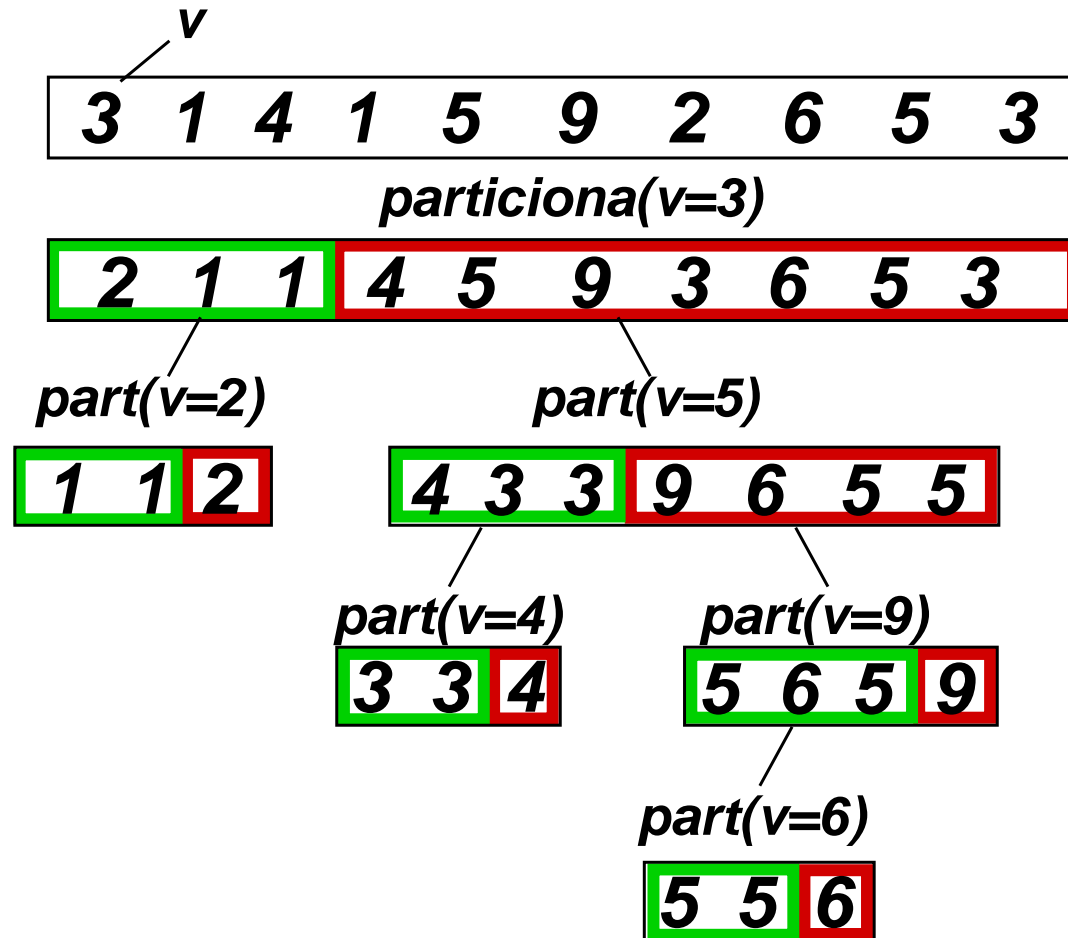 v
3 1 4 1 5 9 2 6 5 3
particiona(v=3)
2 1 1 4 5 9 3 6 5 3
part(v=2) part(v=5)
1 1 2 4 3 3 9 6 5 5
part(v=4) part(v=9)
3 3 4 5 6 5 9
part(v=6)
5 5 6